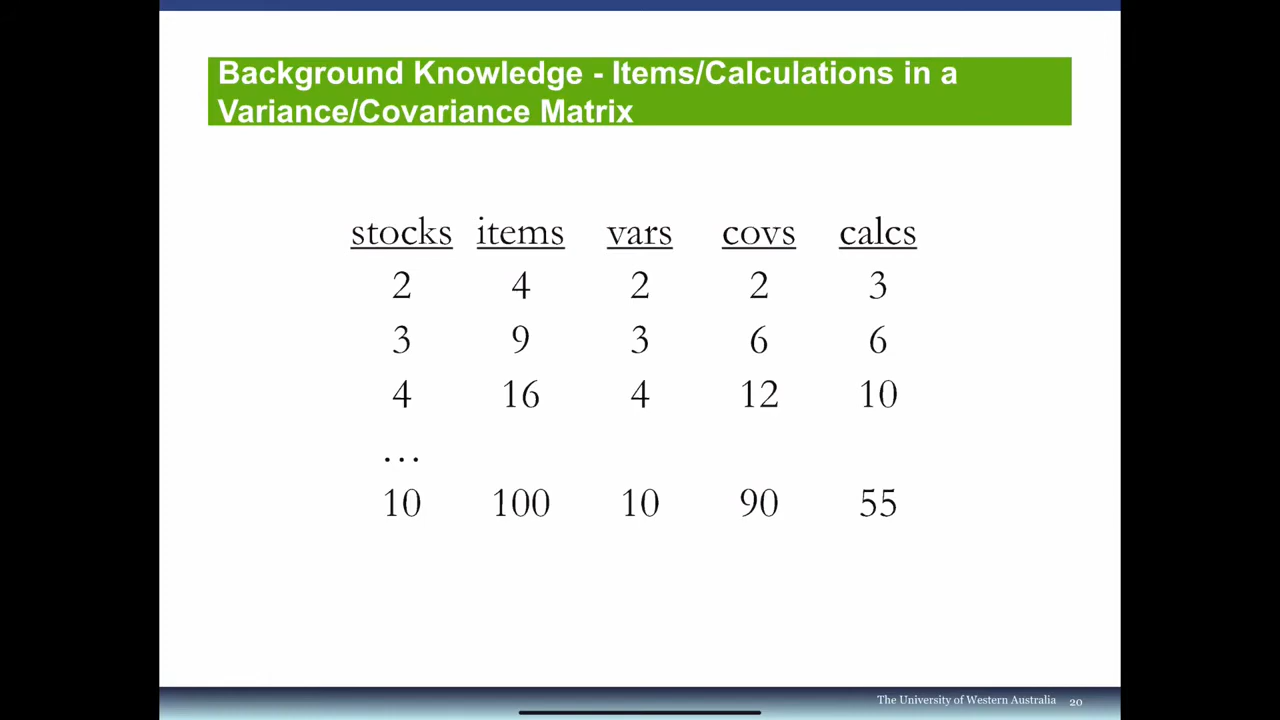 Background Knowledge - Items/Calculations in a
Variance/Covariance Matrix
stocks items vars covs calcs
2 4 2 2 3
3 9 3 6 6
4 16 4 12 10
…
10 100 10 90 55
The University of Western Australia 20